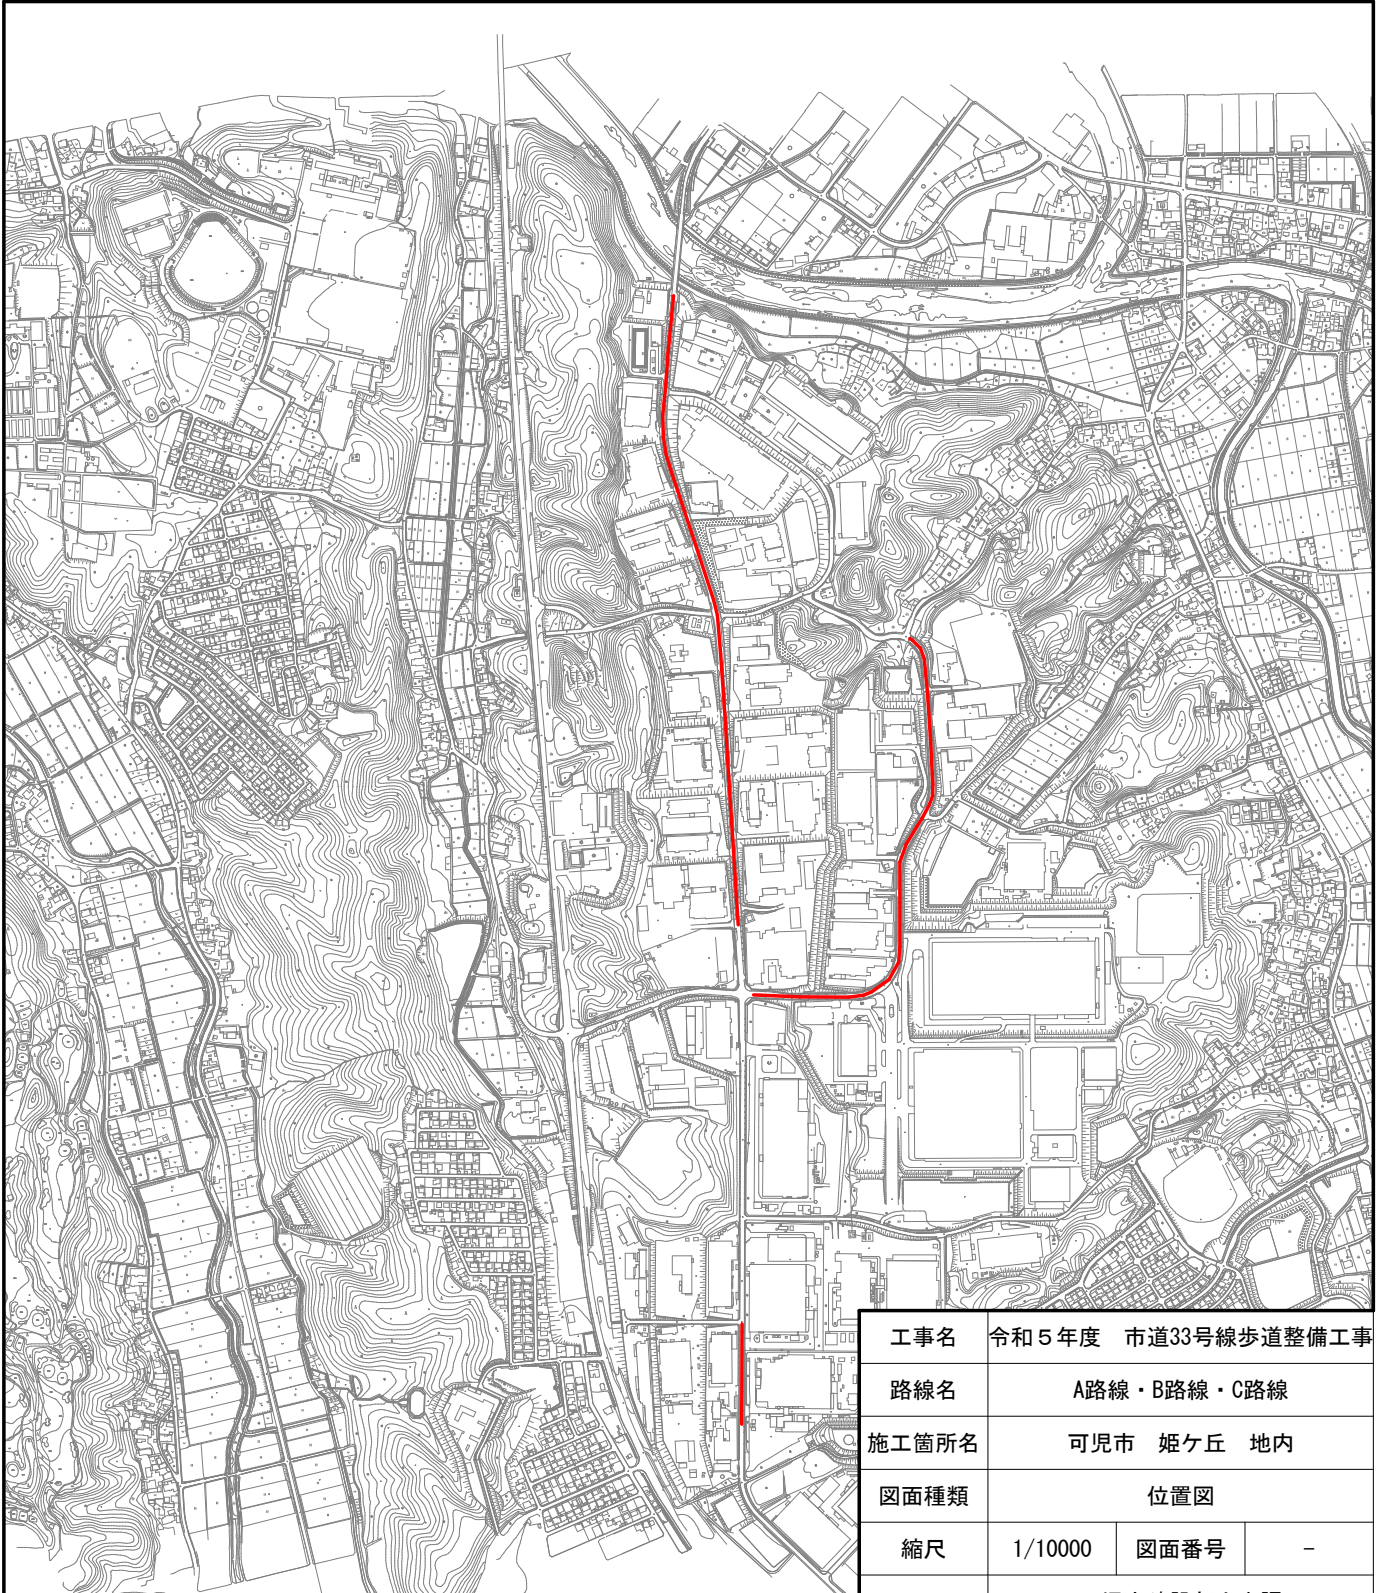 工事名 令和５年度　市道33号線歩道整備工事
路線名 A路線・B路線・C路線
施工箇所名 可児市　姫ケ丘　地内
図面種類 位置図
縮尺 1/10000 図面番号 －